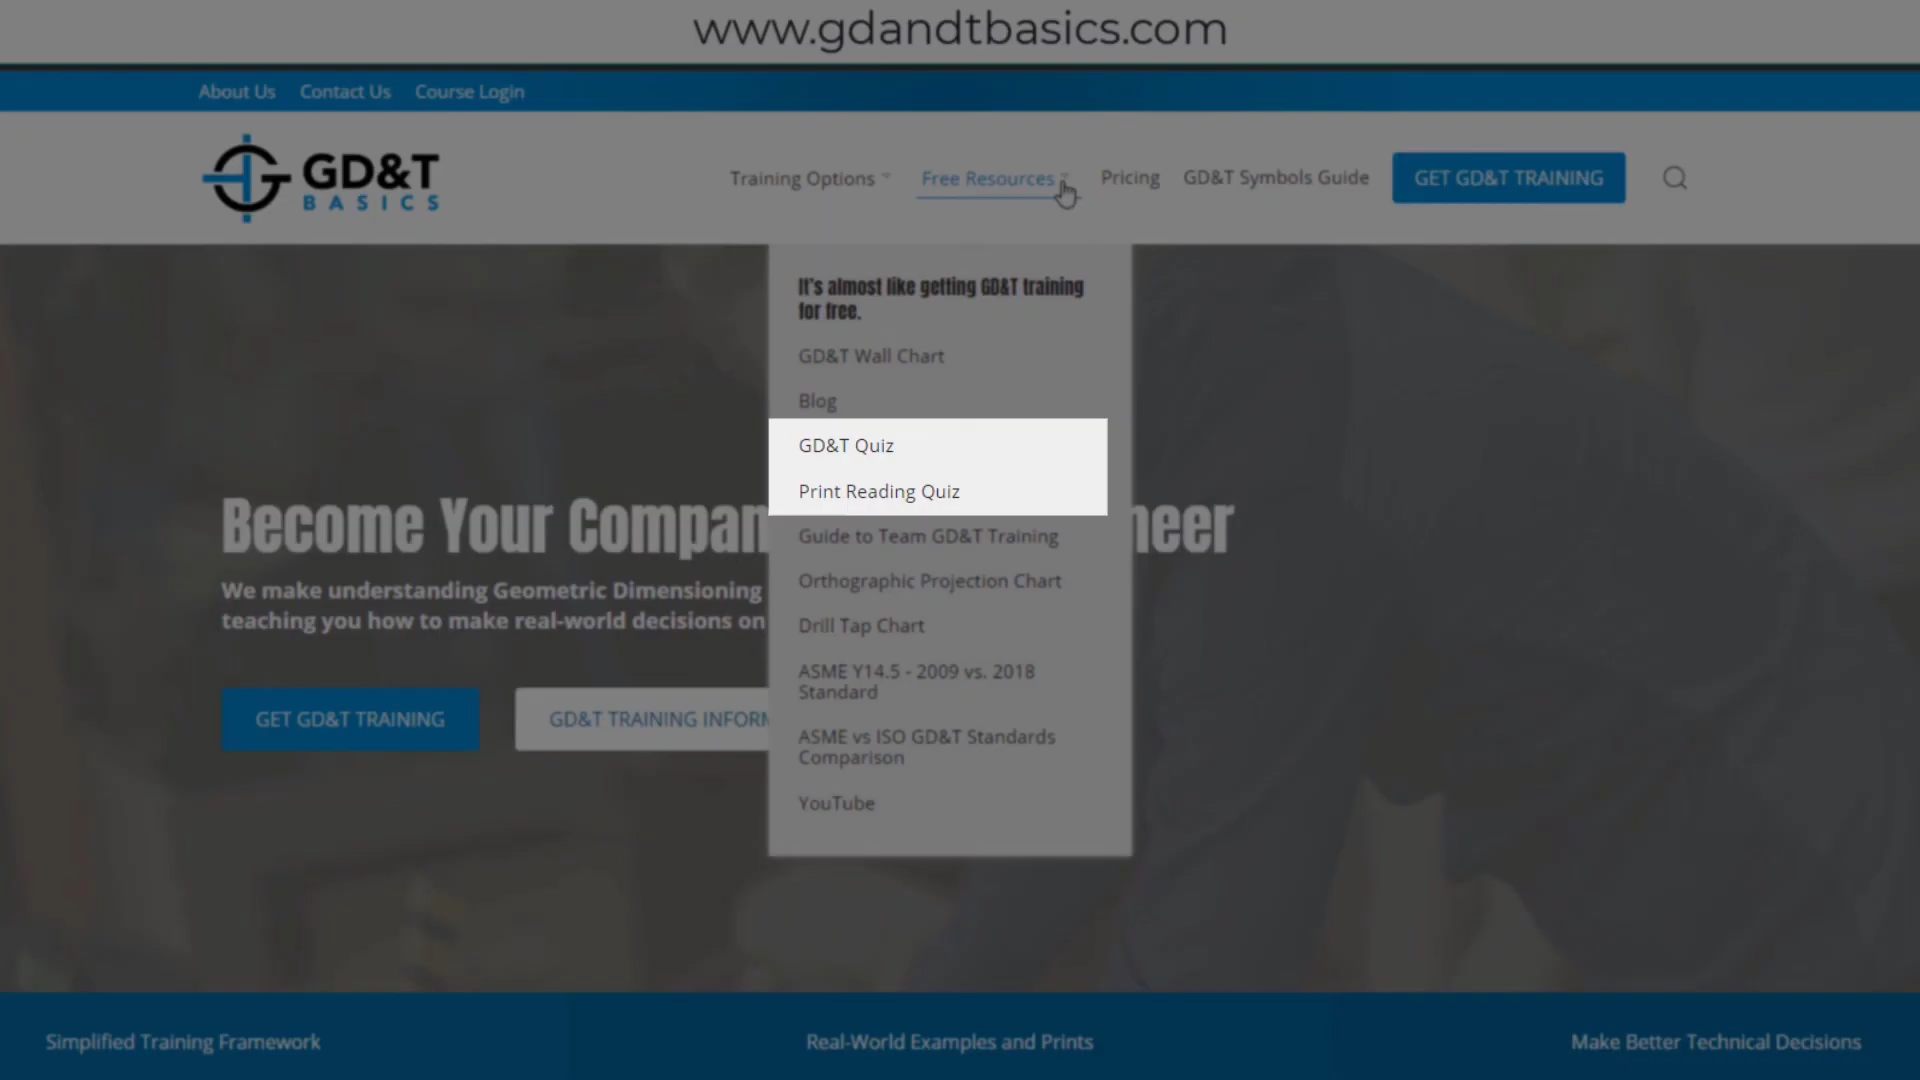 www.gdandtbasics.com
About Us Contact Us Course Login
GD&T
BASICS
Training Options Free Resources Pricing GD&T Symbols Guide GET GD&T TRAINING
It's almost like getting GD&T training
for free.
GD&T Wall Chart
Blog
GD&T Quiz
Print Reading Quiz
Guide to Team GD&T Training
Orthographic Projection Chart
Drill Tap Chart
ASME Y14.5 - 2009 vs. 2018
Standard
ASME vs ISO GD&T Standards
Comparison
YouTube
Become Your
We make understanding Geometric Dimensioning
teaching you how to make real-world decisions on
GET GD&T TRAINING
GD&T TRAINING
Simplified Training Framework
Real-World Examples and Prints
Make Better Technical Decisions